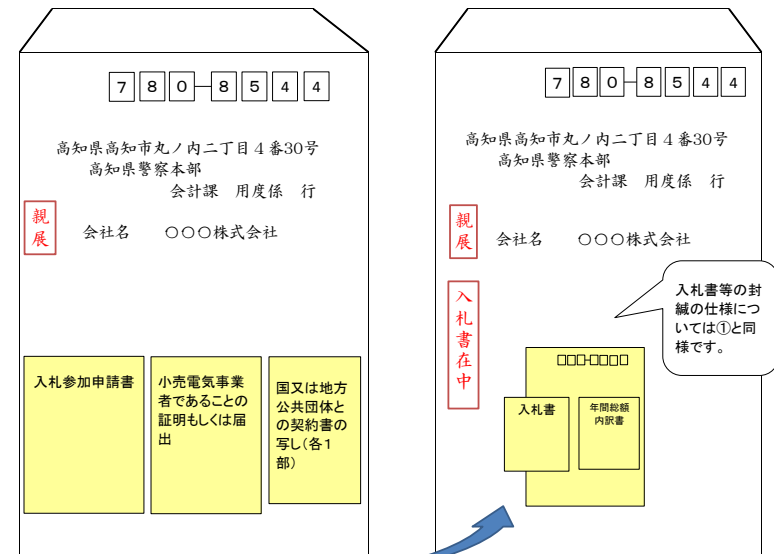 780-8544
高知県高知市丸ノ内二丁目4番30号
高知県警察本部
会計課 用度係 行
親展
会社名 〇〇〇株式会社
入札参加申請書
小売電気事業
者であることの
証明もしくは届
出
国又は地方
公共団体と
の契約書の
写し(各1
部)
780-8544
高知県高知市丸ノ内二丁目4番30号
高知県警察本部
会計課 用度係 行
親展
会社名 〇〇〇株式会社
入札書在中
入札書等の封
緘の仕様につ
いては①と同
様です。
入札書
年間総額
内訳書